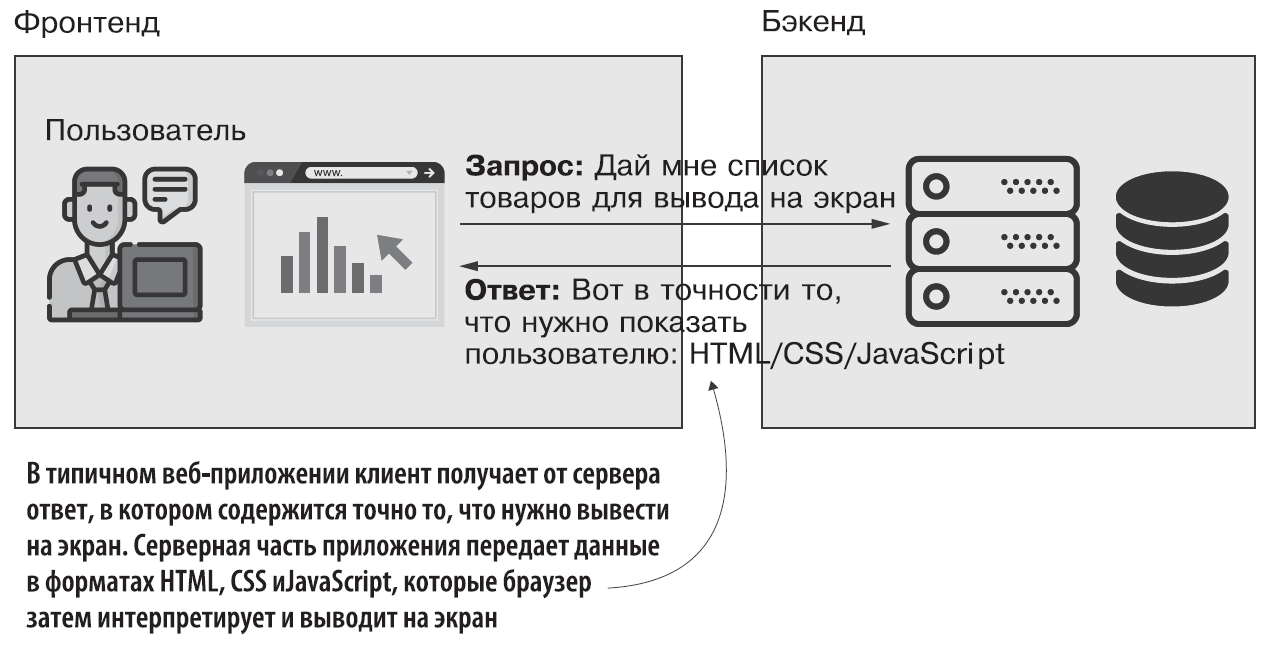 Фронтенд
Бэкенд
Пользователь
www.
Запрос: Дай мне список
товаров для вывода на экран
Ответ: Вот в точности то,
что нужно показать
пользователю: HTML/CSS/JavaScript
В типичном веб-приложении клиент получает от сервера
ответ, в котором содержится точно то, что нужно вывести
на экран. Серверная часть приложения передает данные
в форматах HTML, CSS иJavaScript, которые браузер
затем интерпретирует и выводит на экран